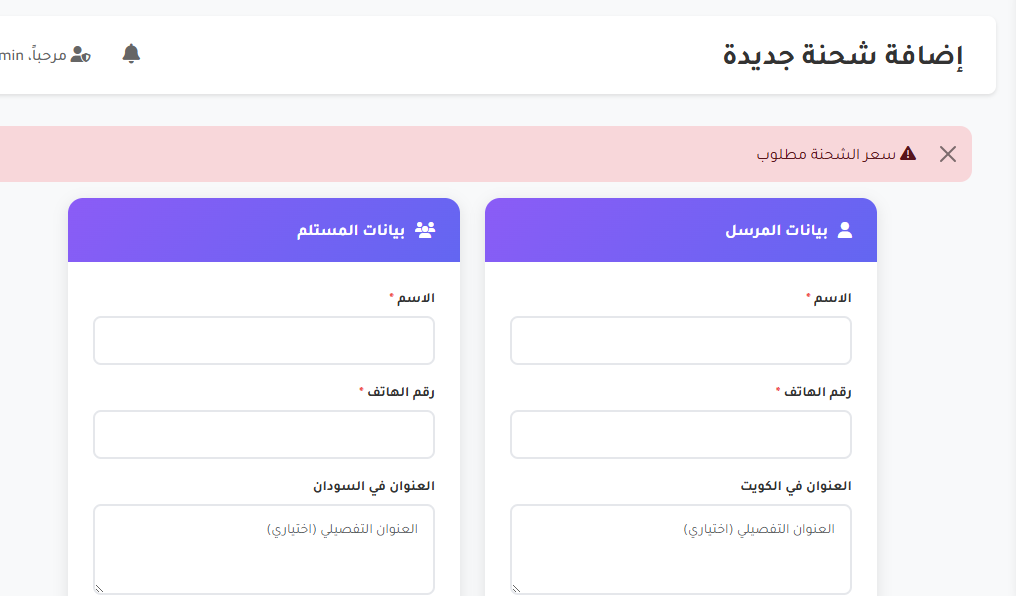 إضافة شحنة جديدة
مرحباً،
سعر الشحنة مطلوب
بيانات المرسل
الاسم *
رقم الهاتف *
العنوان في الكويت
العنوان التفصيلي (اختياري)
بيانات المستلم
الاسم *
رقم الهاتف *
العنوان في السودان
العنوان التفصيلي (اختياري)